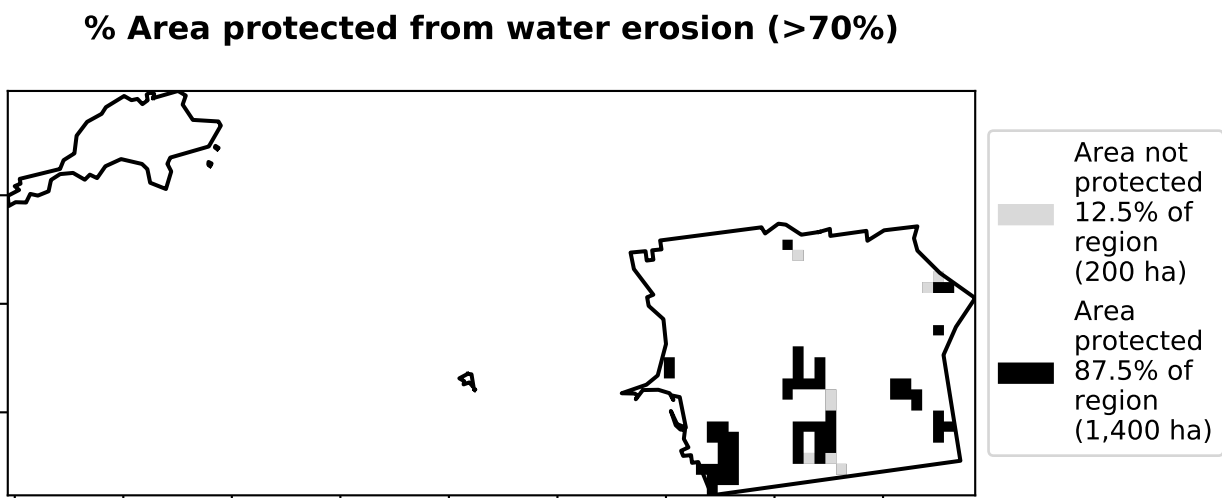 % Area protected from water erosion (>70%)
Area not
protected
12.5% of
region
(200 ha)
Area
protected
87.5% of
region
(1,400 ha)